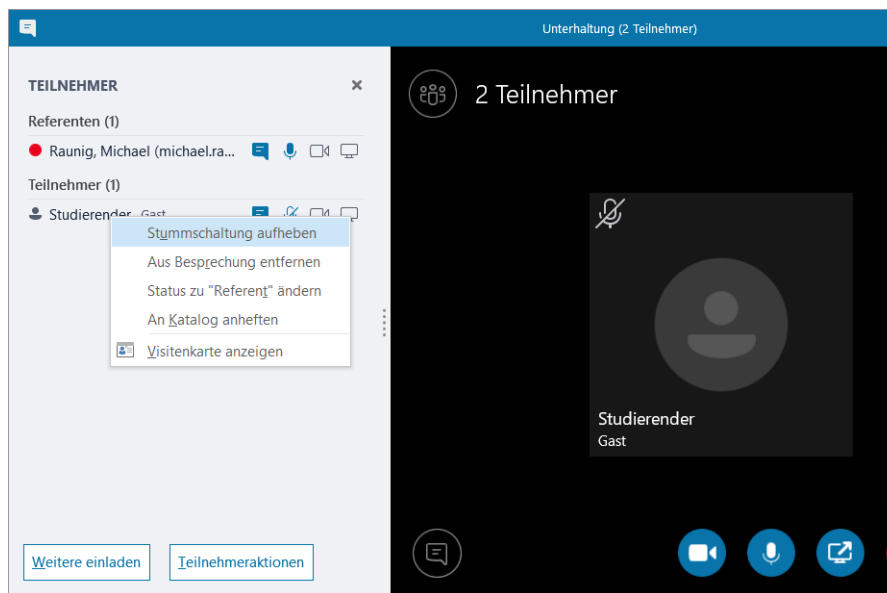 Unterhaltung (2 Teilnehmer)
TEILNEHMER
Referenten (1)
Raunig, Michael (michael.ra...
Teilnehmer (1)
Studierender Gast
Stummschaltung aufheben
Aus Besprechung entfernen
Status zu "Referent" ändern
An Katalog anheften
Visitenkarte anzeigen
Weitere einladen
Teilnehmeraktionen
2 Teilnehmer
Studierender
Gast